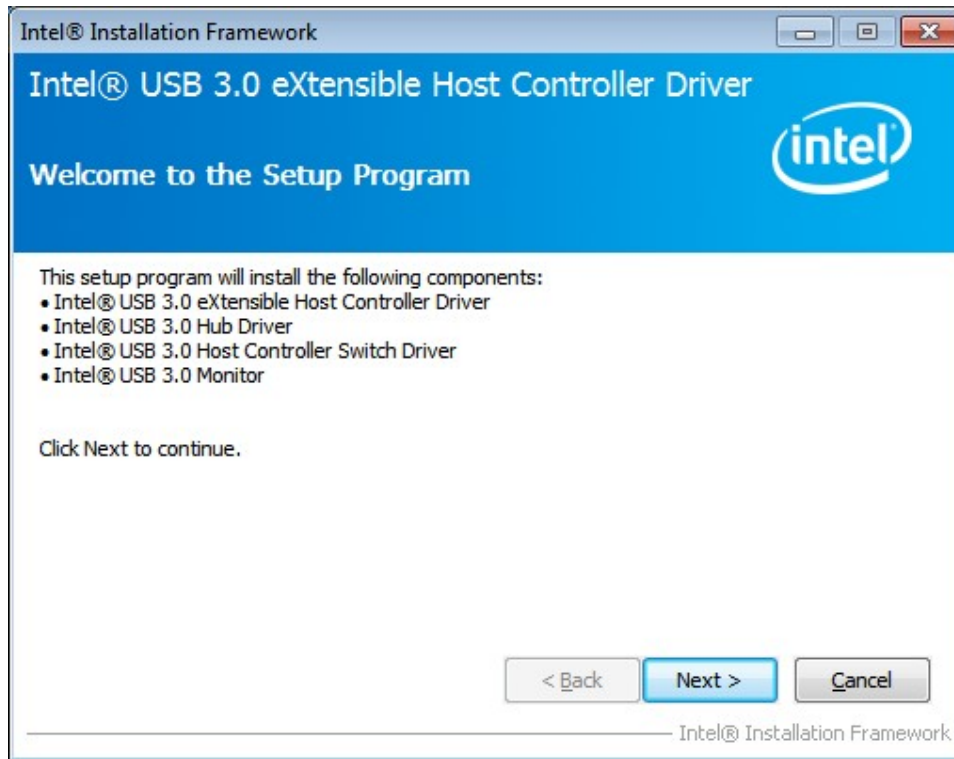 Intel® Installation Framework
Intel® USB 3.0 eXtensible Host Controller Driver
intel
Welcome to the Setup Program
This setup program will install the following components:
• Intel® USB 3.0 eXtensible Host Controller Driver
• Intel® USB 3.0 Hub Driver
• Intel® USB 3.0 Host Controller Switch Driver
• Intel® USB 3.0 Monitor
Click Next to continue.
< Back Next > Cancel
Intel® Installation Framework